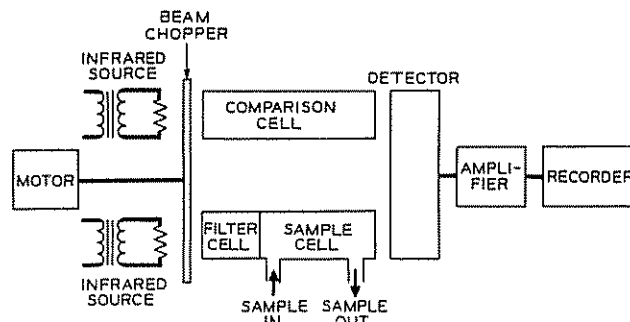 BEAM
CHOPPER
INFRARED
SOURCE
DETECTOR
COMPARISON
CELL
MOTOR
AMPLI-
FIER
RECORDER
FILTER
CELL
SAMPLE
CELL
INFRARED
SOURCE
SAMPLE
IN
SAMPLE
OUT